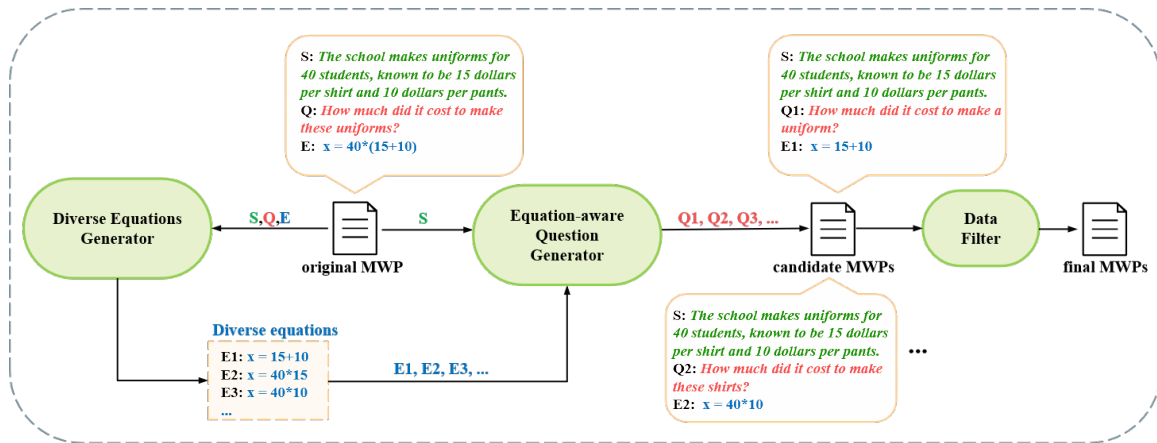 S: The school makes uniforms for
40 students, known to be 15 dollars
per shirt and 10 dollars per pants.
Q: How much did it cost to make
these uniforms?
E: x = 40*(15+10)
S: The school makes uniforms for
40 students, known to be 15 dollars
per shirt and 10 dollars per pants.
Q1: How much did it cost to make a
uniform?
E1: x = 15+10
Diverse Equations
Generator
S,Q,E
original MWP
S
Equation-aware
Question
Generator
Q1, Q2, Q3, ...
candidate MWPs
Data
Filter
final MWPs
Diverse equations
E1: x = 15+10
E2: x = 40*15
E3: x = 40*10
...
E1, E2, E3, ...
S: The school makes uniforms for
40 students, known to be 15 dollars
per shirt and 10 dollars per pants.
Q2: How much did it cost to make
these shirts?
E2: x = 40*10
...